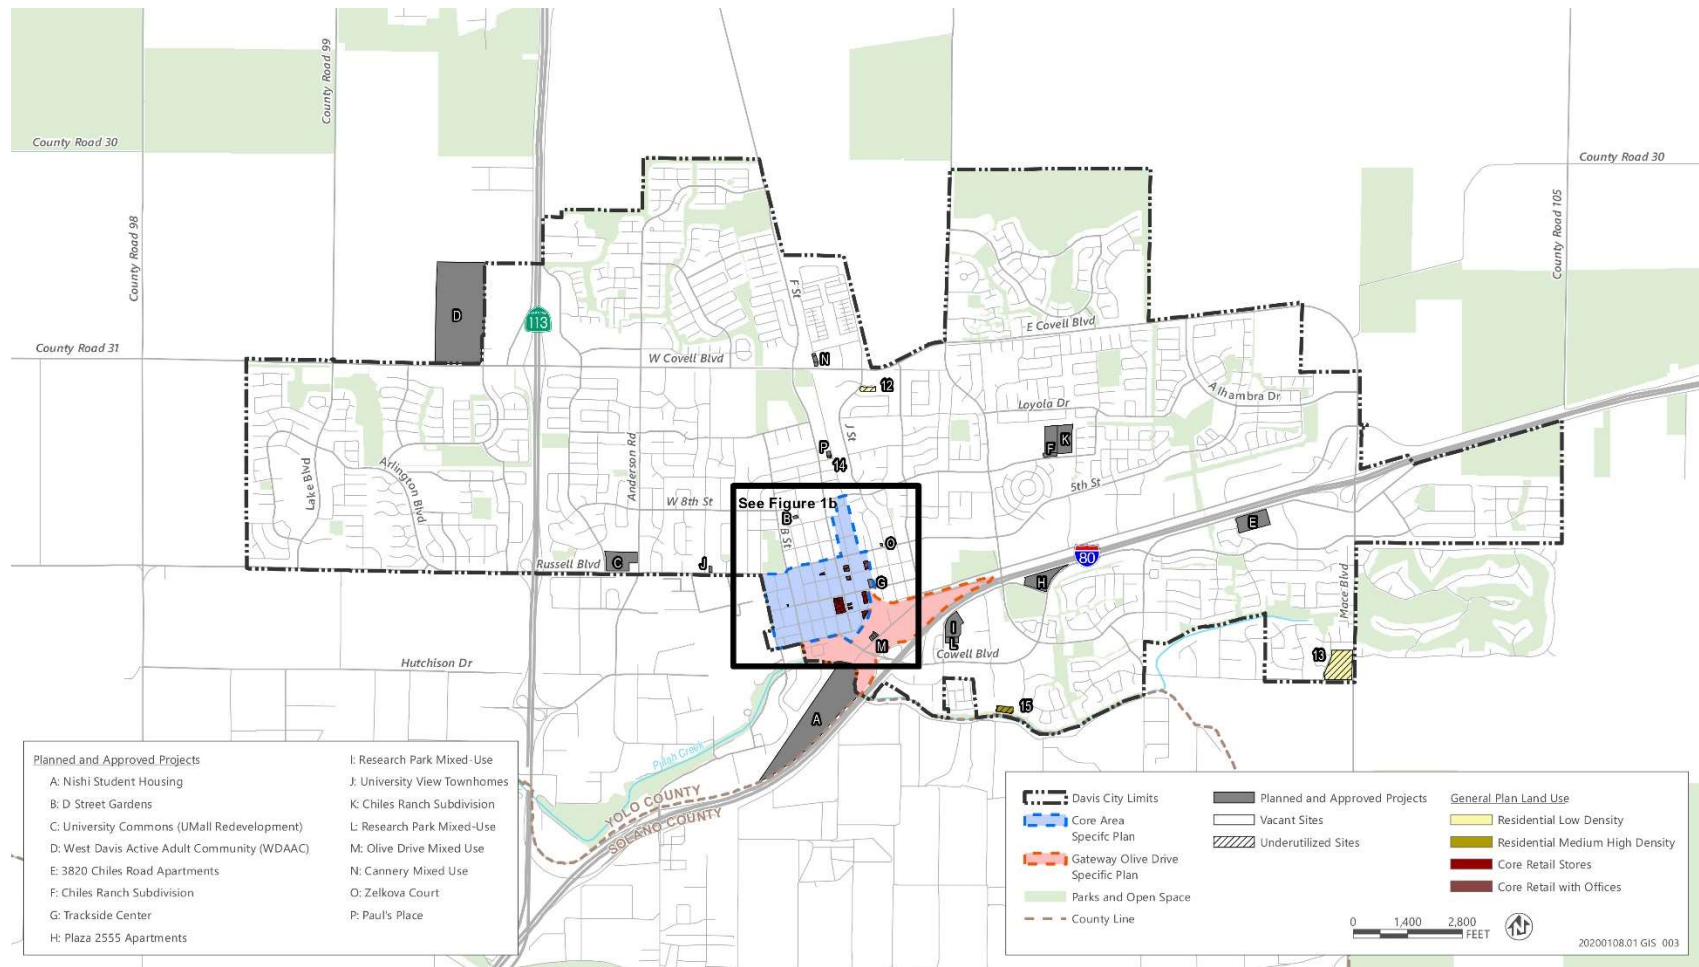 County Road 99
County Road 30
County Road 30
County Road 98
County Road 105
F St
D
113
E Covell Blvd
County Road 31
W Covell Blvd
N
12
Alhambra Dr
Loyola Dr
J St
Anderson Rd
K
F
P
14
Lake Blvd
Arlington Blvd
5th St
W 8th St
See Figure 1b
B
B St
E
O
80
Russell Blvd
C
J
G
H
Mace Blvd
I
L
M
Cowell Blvd
Hutchison Dr
13
15
A
Putah Creek
YOLO COUNTY
SOLANO COUNTY
Planned and Approved Projects
A: Nishi Student Housing
B: D Street Gardens
C: University Commons (UMall Redevelopment)
D: West Davis Active Adult Community (WDAAC)
E: 3820 Chiles Road Apartments
F: Chiles Ranch Subdivision
G: Trackside Center
H: Plaza 2555 Apartments
I: Research Park Mixed-Use
J: University View Townhomes
K: Chiles Ranch Subdivision
L: Research Park Mixed-Use
M: Olive Drive Mixed Use
N: Cannery Mixed Use
O: Zelkova Court
P: Paul's Place
Davis City Limits
Core Area
Specifc Plan
Gateway Olive Drive
Specific Plan
Parks and Open Space
County Line
Planned and Approved Projects
Vacant Sites
Underutilized Sites
General Plan Land Use
Residential Low Density
Residential Medium High Density
Core Retail Stores
Core Retail with Offices
0 1,400 2,800
FEET
20200108.01 GIS 003